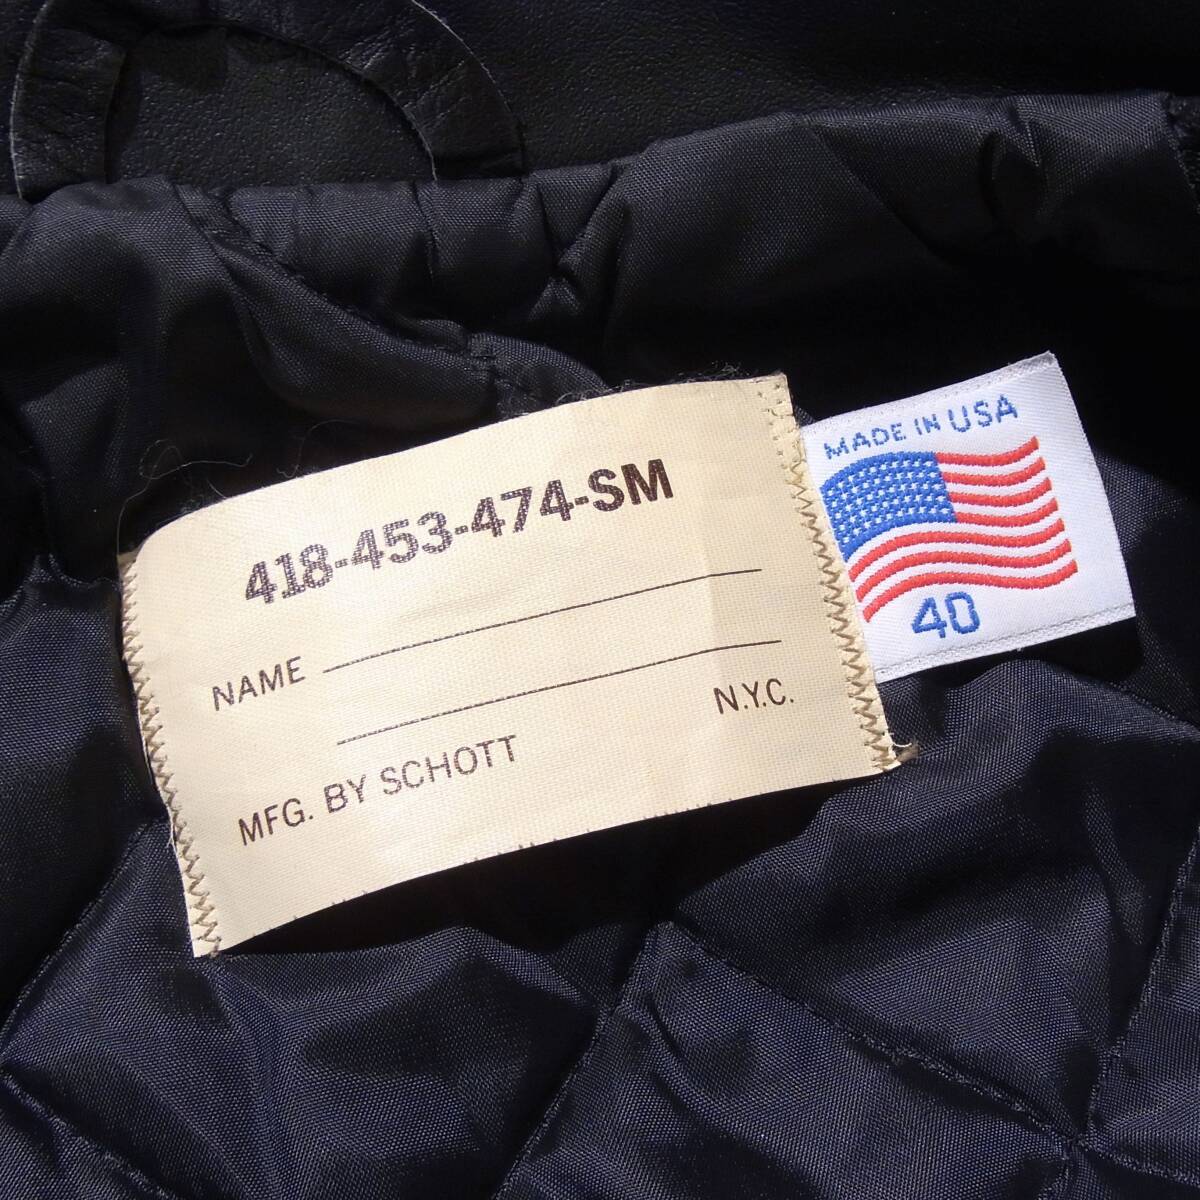 418-453-474-SM
NAME
N.Y.C.
MFG. BY SCHOTT
MADE IN USA
40